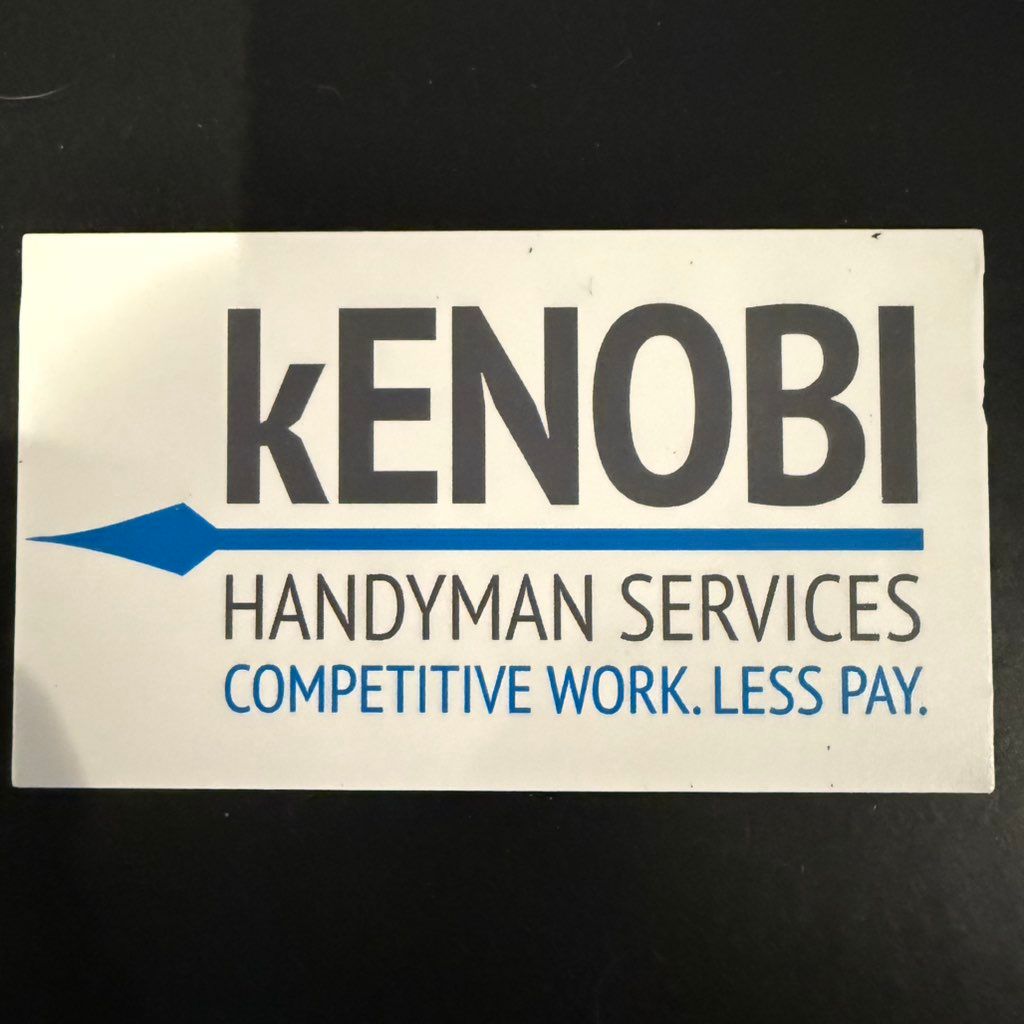 kENOBI
HANDYMAN SERVICES
COMPETITIVE WORK. LESS PAY.